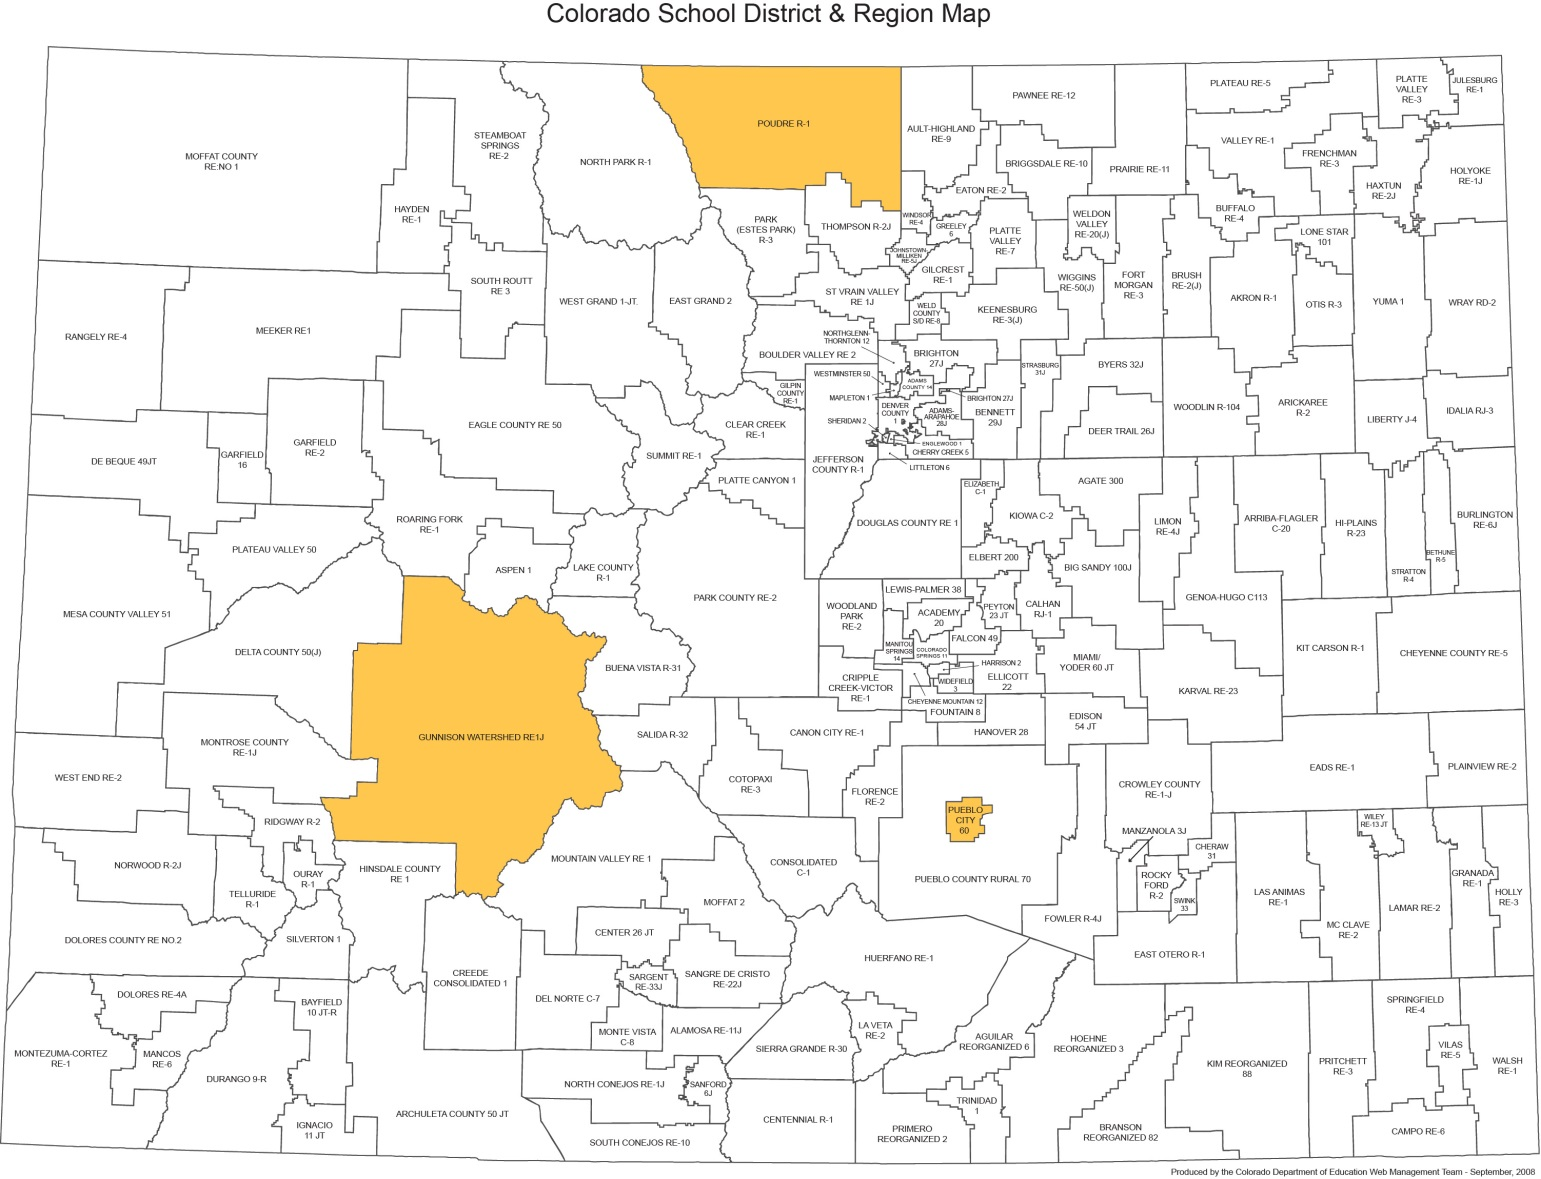 Colorado School District & Region Map
MOFFAT COUNTY
RE:NO 1
HAYDEN
RE-1
STEAMBOAT
SPRINGS
RE-2
NORTH PARK R-1
POUDRE R-1
AULT-HIGHLAND
RE-9
PAWNEE RE-12
BRIGGSDALE RE-10
PRAIRIE RE-11
PLATEAU RE-5
VALLEY RE-1
FRENCHMAN
RE-3
PLATTE
VALLEY
RE-3
JULESBURG
RE-1
HAXTUN
RE-2J
HOLYOKE
RE-1J
EATON RE-2
BUFFALO
RE-4
LONE STAR
101
PARK
(ESTES PARK)
R-3
THOMPSON R-2J
WINDSOR
RE-4
GREELEY
6
PLATTE
VALLEY
RE-7
WELDON
VALLEY
RE-20(J)
JOHNSTOWN-
MILLIKEN
RE-5J
GILCREST
RE-1
WIGGINS
RE-50(J)
FORT
MORGAN
RE-3
BRUSH
RE-2(J)
AKRON R-1
OTIS R-3
YUMA 1
WRAY RD-2
SOUTH ROUTT
RE 3
WEST GRAND 1-JT.
EAST GRAND 2
ST VRAIN VALLEY
RE 1J
WELD
COUNTY
S/D RE-8
KEENESBURG
RE-3(J)
RANGELY RE-4
MEEKER RE1
NORTHGLENN-
THORNTON 12
BOULDER VALLEY RE 2
BRIGHTON
27J
STRASBURG
31J
BYERS 32J
WESTMINSTER 50
ADAMS
COUNTY 14
MAPLETON 1
BRIGHTON 27J
GILPIN
COUNTY
RE-1
DENVER
COUNTY
1
ADAMS-
ARAPAHOE
28J
BENNETT
29J
DEER TRAIL 26J
WOODLIN R-104
ARICKAREE
R-2
LIBERTY J-4
IDALIA RJ-3
SHERIDAN 2
ENGLEWOOD 1
CHERRY CREEK 5
LITTLETON 6
CLEAR CREEK
RE-1
JEFFERSON
COUNTY R-1
EAGLE COUNTY RE 50
SUMMIT RE-1
PLATTE CANYON 1
DE BEQUE 49JT
GARFIELD
16
GARFIELD
RE-2
ROARING FORK
RE-1
ELIZABETH
C-1
AGATE 300
KIOWA C-2
DOUGLAS COUNTY RE 1
LIMON
RE-4J
ARRIBA-FLAGLER
C-20
HI-PLAINS
R-23
STRATTON
R-4
BETHUNE
R-5
BURLINGTON
RE-6J
PLATEAU VALLEY 50
ASPEN 1
LAKE COUNTY
R-1
ELBERT 200
BIG SANDY 100J
MESA COUNTY VALLEY 51
PARK COUNTY RE-2
WOODLAND
PARK
RE-2
LEWIS-PALMER 38
ACADEMY
20
PEYTON
23 JT
CALHAN
RJ-1
GENOA-HUGO C113
DELTA COUNTY 50(J)
BUENA VISTA R-31
MANITOU
SPRINGS
14
COLORADO
SPRINGS 11
FALCON 49
HARRISON 2
MIAMI/
YODER 60 JT
KIT CARSON R-1
CHEYENNE COUNTY RE-5
CRIPPLE
CREEK-VICTOR
RE-1
WIDEFIELD
3
ELLICOTT
22
KARVAL RE-23
CHEYENNE MOUNTAIN 12
FOUNTAIN 8
EDISON
54 JT
HANOVER 28
GUNNISON WATERSHED RE1J
SALIDA R-32
CANON CITY RE-1
MONTROSE COUNTY
RE-1J
WEST END RE-2
COTOPAXI
RE-3
FLORENCE
RE-2
CROWLEY COUNTY
RE-1-J
EADS RE-1
PLAINVIEW RE-2
RIDGWAY R-2
PUEBLO
CITY
60
MANZANOLA 3J
WILEY
RE-13 JT
CHERAW
31
NORWOOD R-2J
TELLURIDE
R-1
OURAY
R-1
HINSDALE COUNTY
RE 1
MOUNTAIN VALLEY RE 1
CONSOLIDATED
C-1
PUEBLO COUNTY RURAL 70
ROCKY
FORD
R-2
SWINK
33
LAS ANIMAS
RE-1
MC CLAVE
RE-2
LAMAR RE-2
GRANADA
RE-1
HOLLY
RE-3
MOFFAT 2
FOWLER R-4J
DOLORES COUNTY RE NO.2
SILVERTON 1
CENTER 26 JT
EAST OTERO R-1
HUERFANO RE-1
CREEDE
CONSOLIDATED 1
SARGENT
RE-33J
SANGRE DE CRISTO
RE-22J
DOLORES RE-4A
BAYFIELD
10 JT-R
DEL NORTE C-7
MONTE VISTA
C-8
ALAMOSA RE-11J
LA VETA
RE-2
SIERRA GRANDE R-30
AGUILAR
REORGANIZED 6
HOEHNE
REORGANIZED 3
KIM REORGANIZED
88
PRITCHETT
RE-3
SPRINGFIELD
RE-4
VILAS
RE-5
WALSH
RE-1
MONTEZUMA-CORTEZ
RE-1
MANCOS
RE-6
DURANGO 9-R
IGNACIO
11 JT
ARCHULETA COUNTY 50 JT
NORTH CONEJOS RE-1J
SANFORD
6J
SOUTH CONEJOS RE-10
CENTENNIAL R-1
PRIMERO
REORGANIZED 2
TRINIDAD
1
BRANSON
REORGANIZED 82
CAMPO RE-6
Produced by the Colorado Department of Education Web Management Team - September, 2008